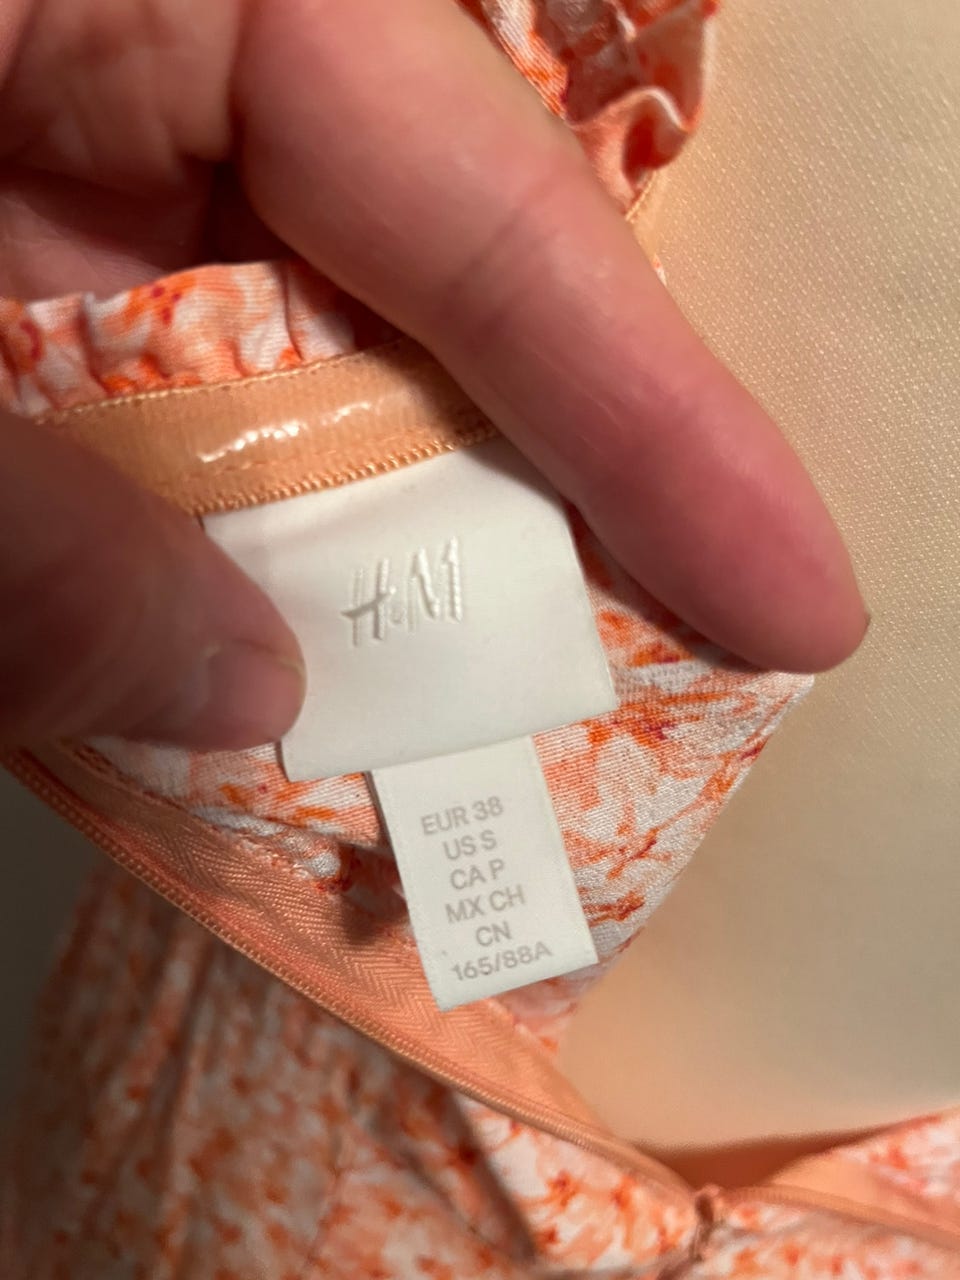 H&M
EUR 38
US S
CA P
MX CH
CN
165/88A